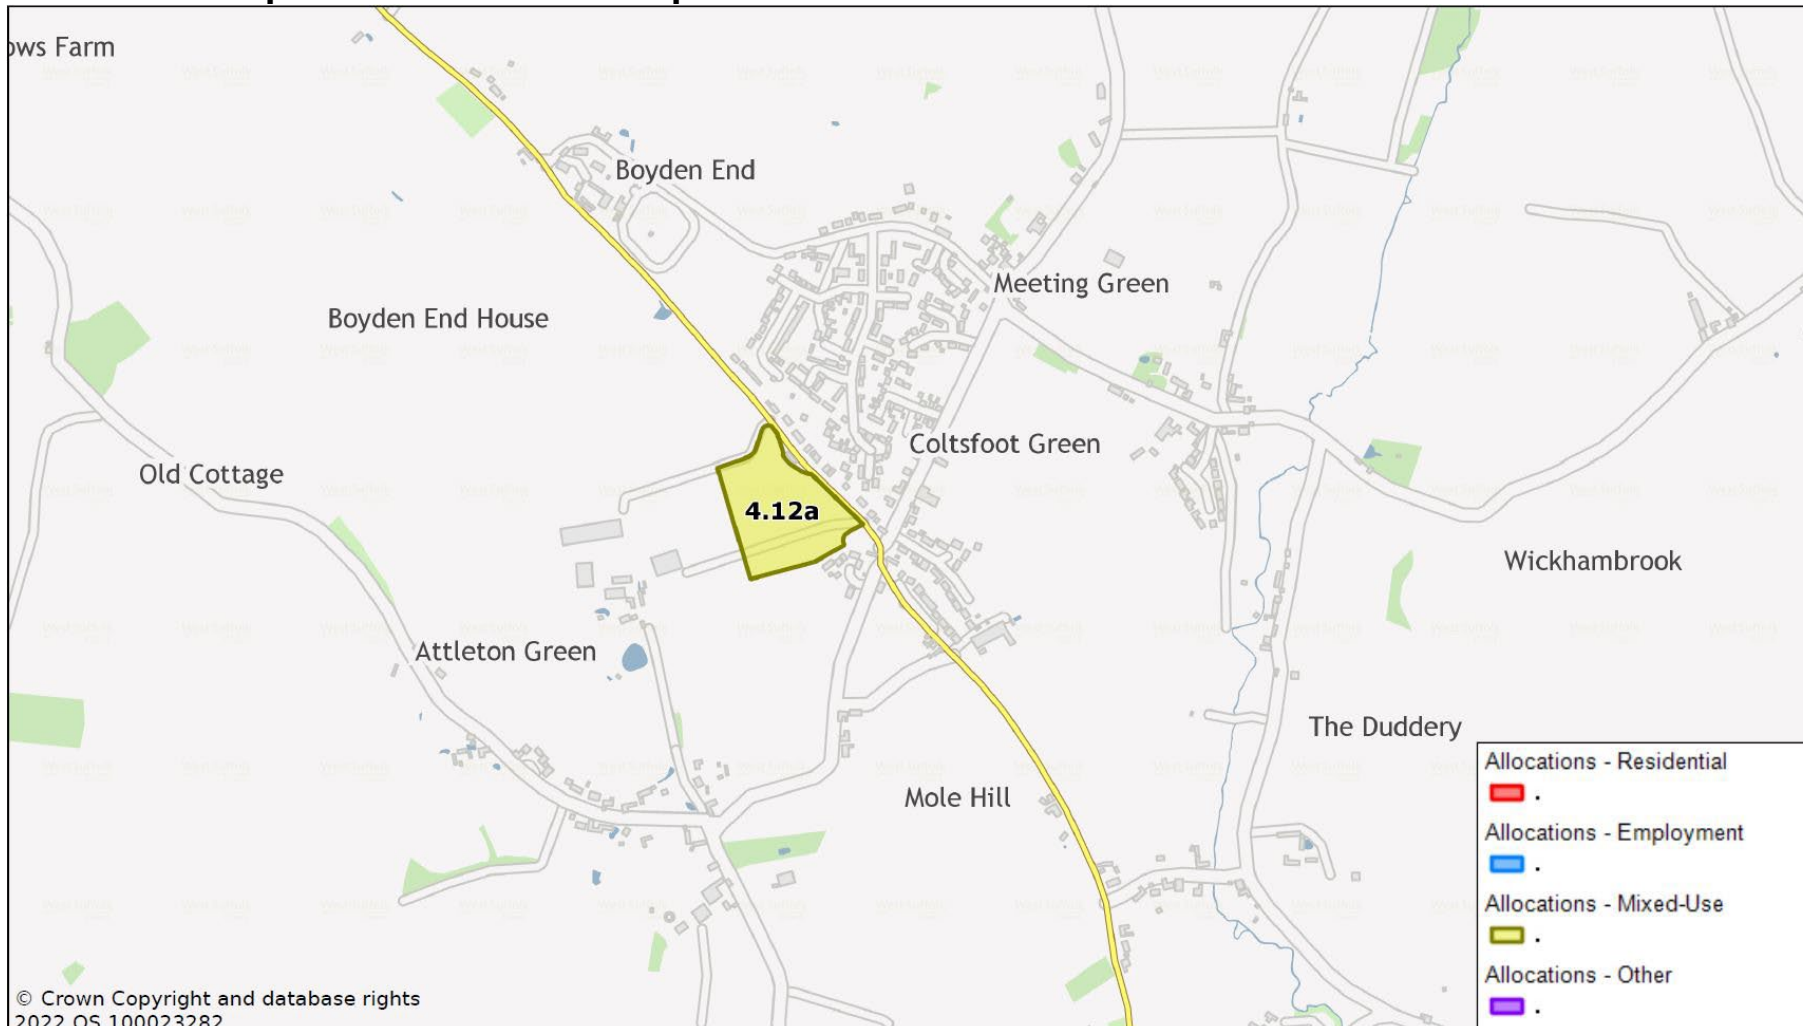 ows Farm
Boyden End
Meeting Green
Boyden End House
Coltsfoot Green
Old Cottage
4.12a
Wickhambrook
Attleton Green
The Duddery
Mole Hill
Allocations - Residential
.
Allocations - Employment
.
Allocations - Mixed-Use
.
Allocations - Other
.
© Crown Copyright and database rights
2022 OS 100023282